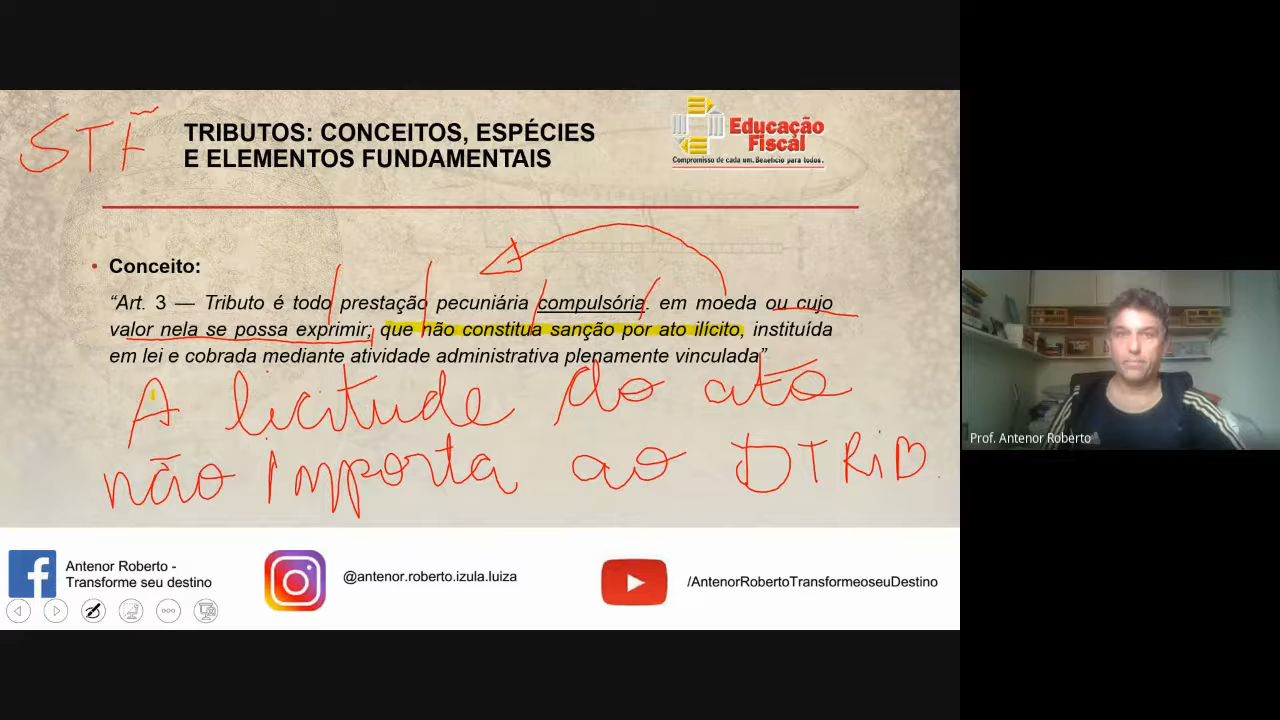 STF
TRIBUTOS: CONCEITOS, ESPÉCIES
E ELEMENTOS FUNDAMENTAIS
Educação
Fiscal
Compromisso de cada um. Benefício para todos.
• Conceito:
“Art. 3 — Tributo é todo prestação pecuniária compulsória. em moeda ou cujo
valor nela se possa exprimir; que não constitua sanção por ato ilícito, instituída
em lei e cobrada mediante atividade administrativa plenamente vinculada”
A licitude do ato
não importa ao DTRIB.
Antenor Roberto -
Transforme seu destino
@antenor.roberto.izula.luiza
/AntenorRobertoTransformeoseuDestino
Prof. Antenor Roberto